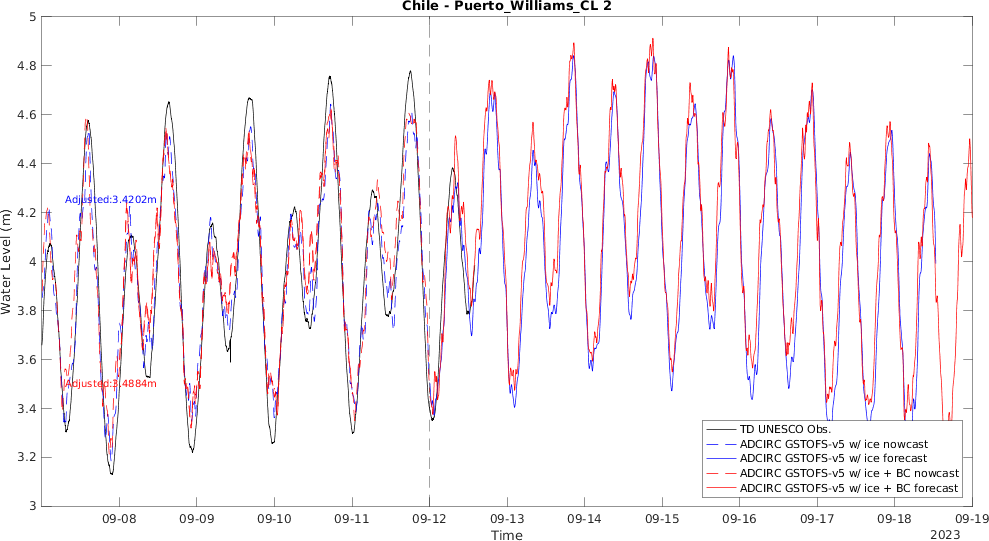 Chile - Puerto_Williams_CL 2
Water Level (m)
5
4.8
4.6
4.4
4.2
4
3.8
3.6
3.4
3.2
3
Adjusted:3.4202m
Adjusted:3.4884m
TD UNESCO Obs.
ADCIRC GSTOFS-v5 w/ ice nowcast
ADCIRC GSTOFS-v5 w/ ice forecast
ADCIRC GSTOFS-v5 w/ ice + BC nowcast
ADCIRC GSTOFS-v5 w/ ice + BC forecast
09-08 09-09 09-10 09-11 09-12 09-13 09-14 09-15 09-16 09-17 09-18 09-19
Time
2023